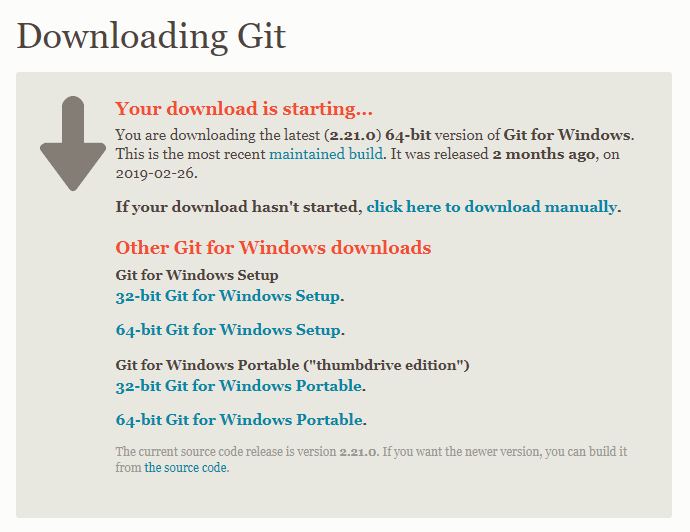 Downloading Git
Your download is starting...
You are downloading the latest (2.21.0) 64-bit version of Git for Windows.
This is the most recent maintained build. It was released 2 months ago, on
2019-02-26.
If your download hasn't started, click here to download manually.
Other Git for Windows downloads
Git for Windows Setup
32-bit Git for Windows Setup.
64-bit Git for Windows Setup.
Git for Windows Portable ("thumbdrive edition")
32-bit Git for Windows Portable.
64-bit Git for Windows Portable.
The current source code release is version 2.21.0. If you want the newer version, you can build it
from the source code.